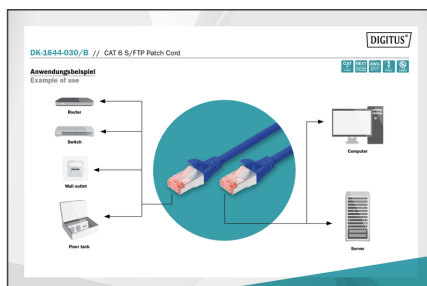 DIGITUS®
DK-1644-030/B // CAT 6 S/FTP Patch Cord
Anwendungsbeispiel
Example of use
Router
Switch
Wall outlet
Floor tank
Computer
Server